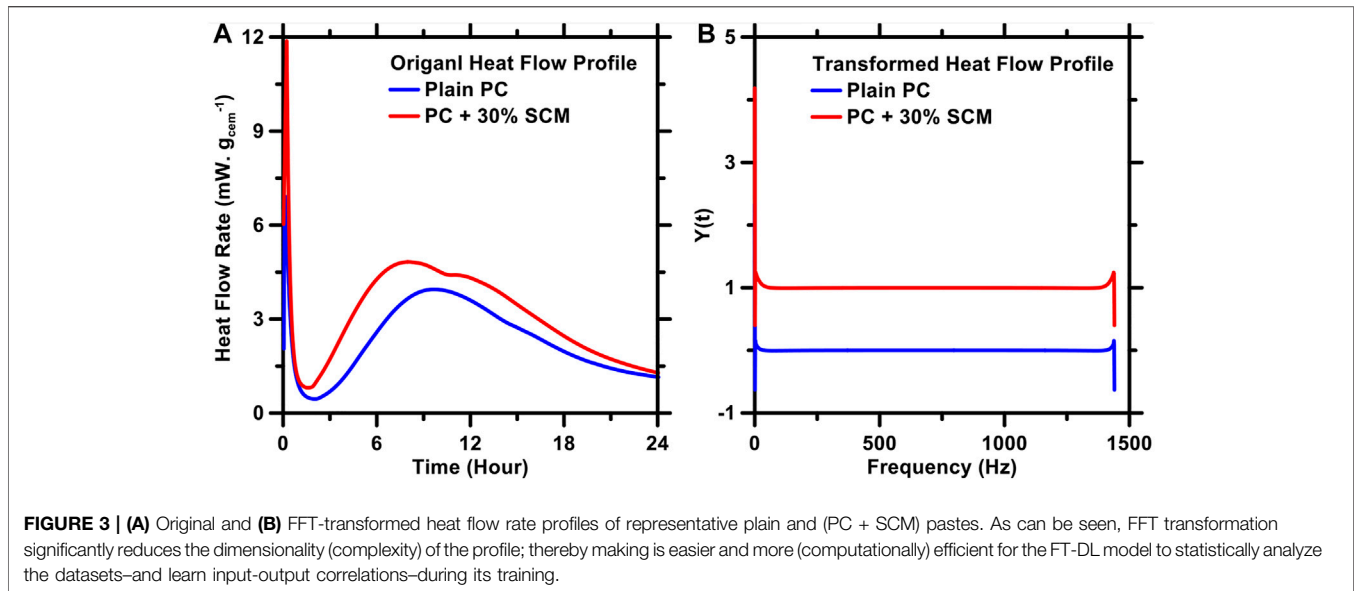 A
12
9
6
3
0
Heat Flow Rate (mW. g_cem^-1)
Origanl Heat Flow Profile
Plain PC
PC + 30% SCM
0 6 12 18 24
Time (Hour)
B
5
3
1
-1
Y(t)
Transformed Heat Flow Profile
Plain PC
PC + 30% SCM
0 500 1000 1500
Frequency (Hz)
FIGURE 3 | (A) Original and (B) FFT-transformed heat flow rate profiles of representative plain and (PC + SCM) pastes. As can be seen, FFT transformation
significantly reduces the dimensionality (complexity) of the profile; thereby making is easier and more (computationally) efficient for the FT-DL model to statistically analyze
the datasets–and learn input-output correlations–during its training.